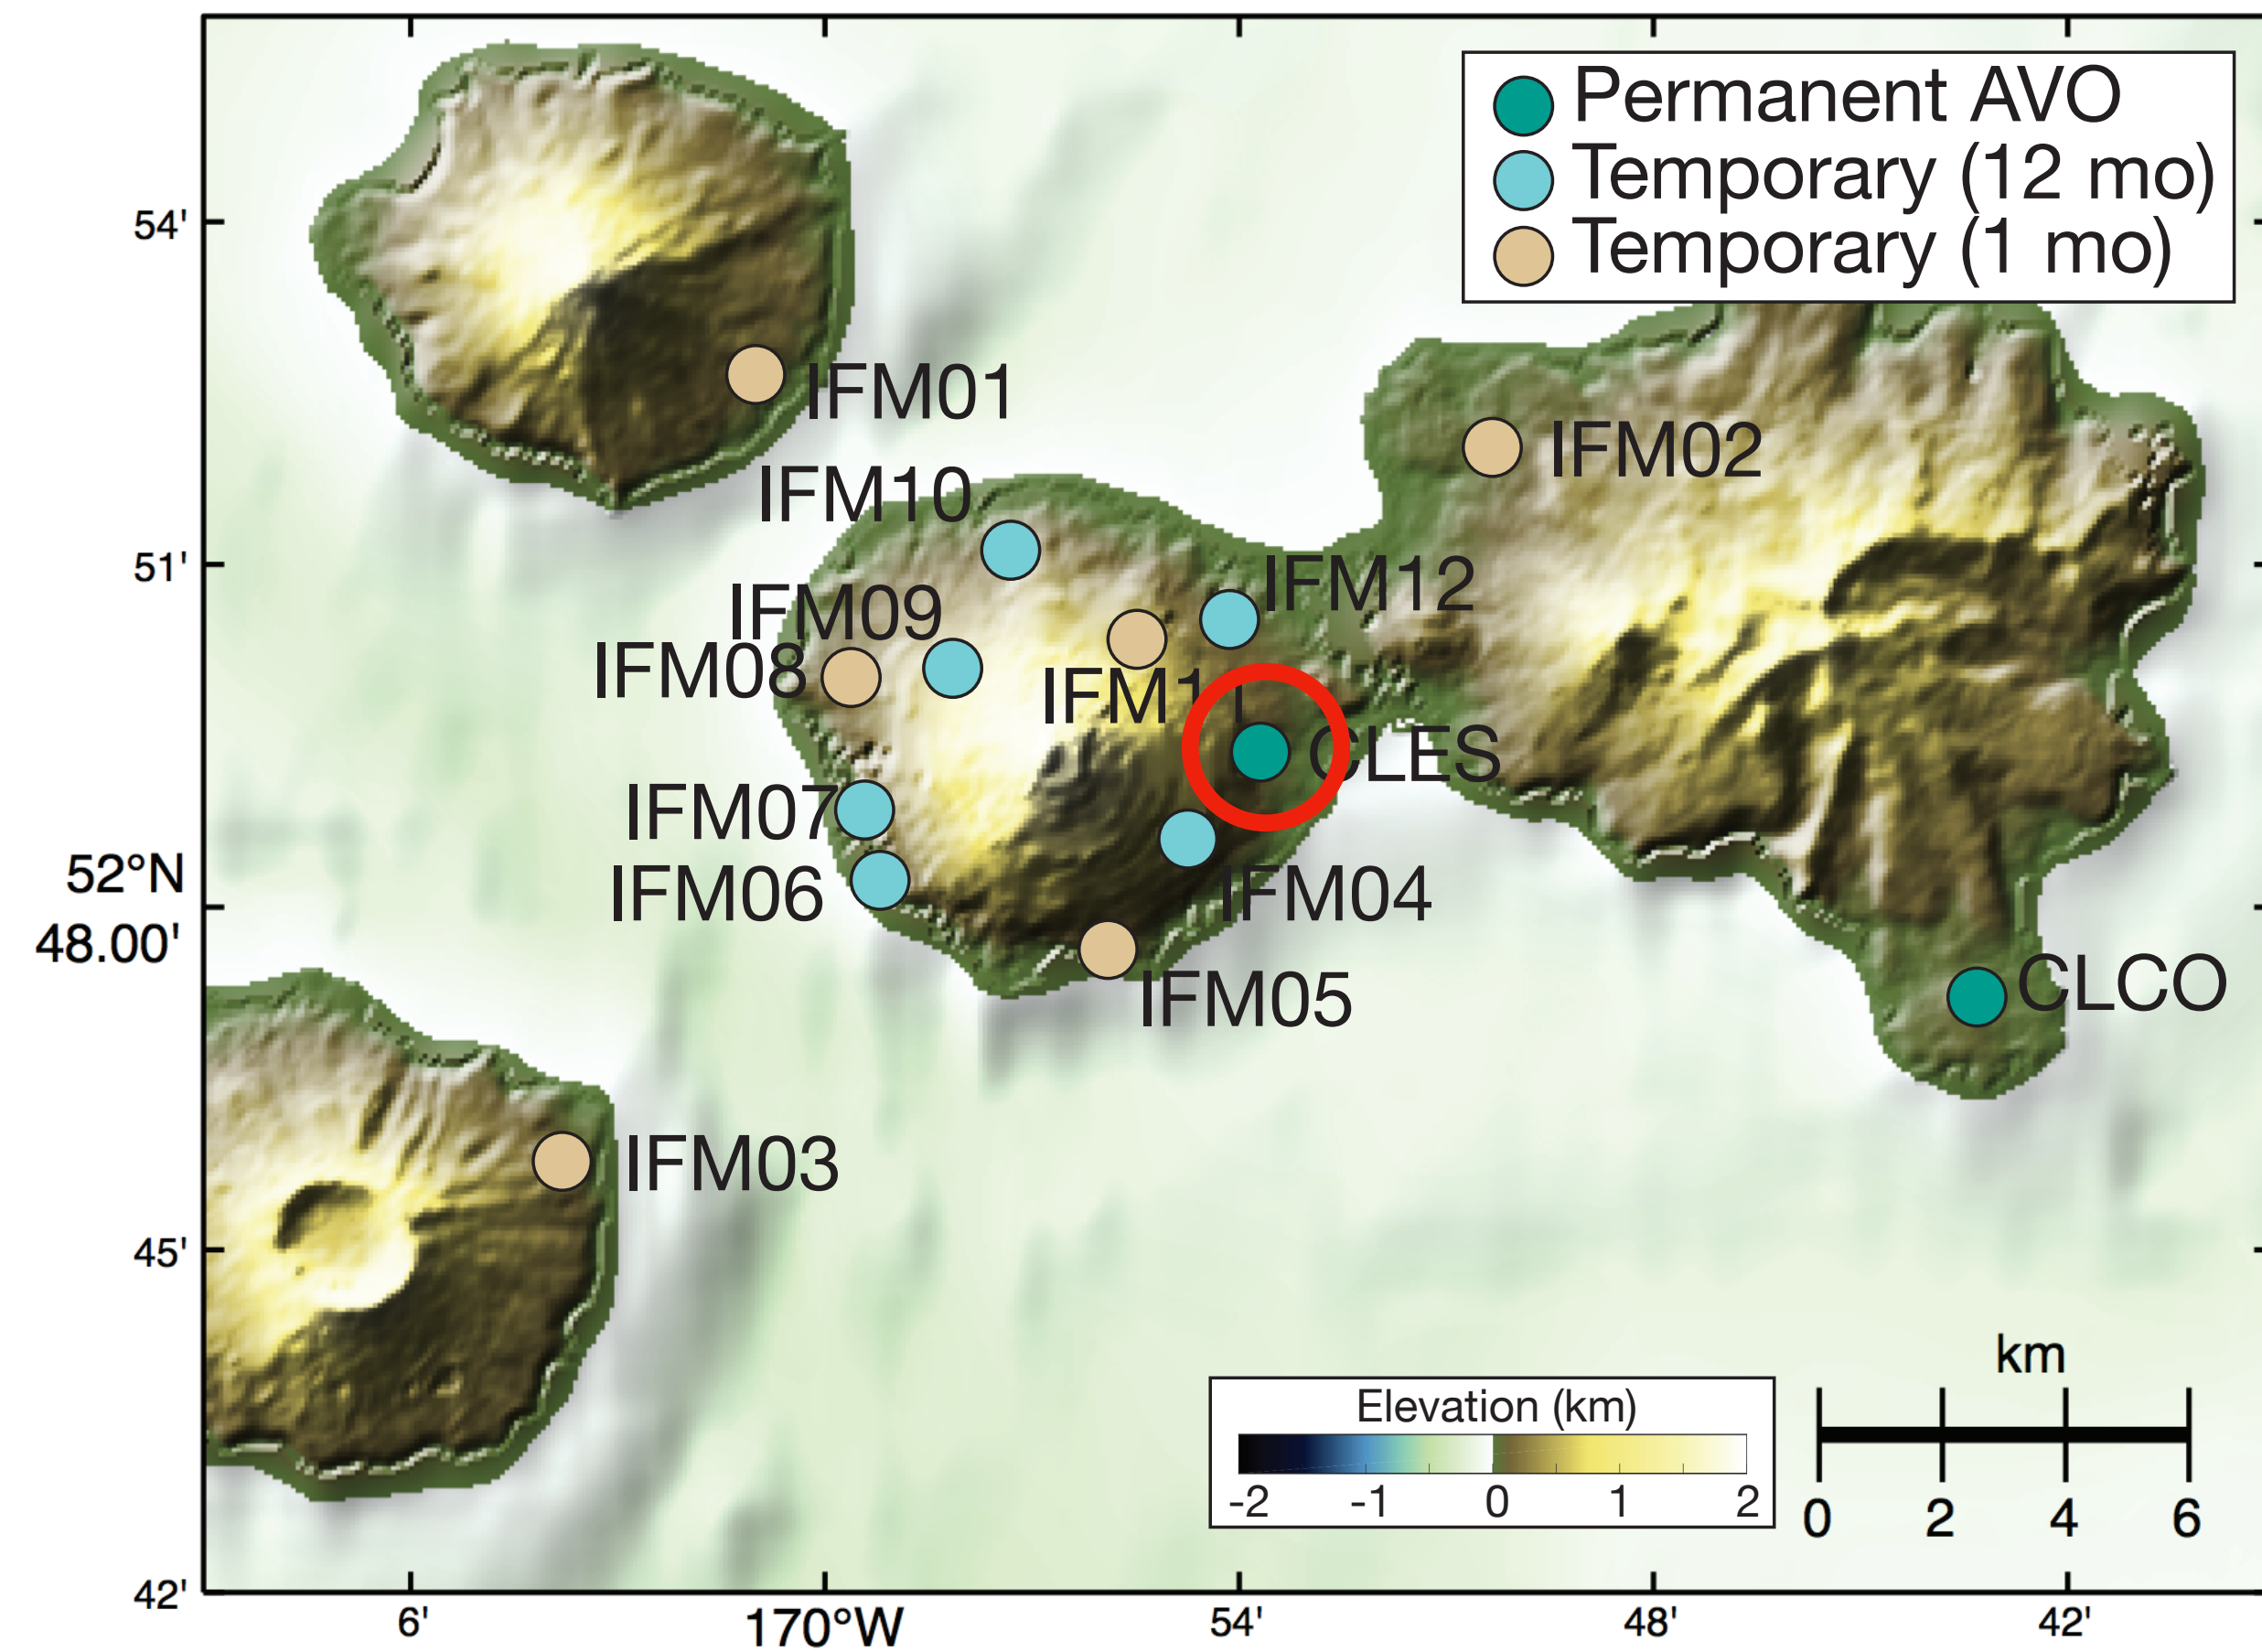 Permanent AVO
Temporary (12 mo)
Temporary (1 mo)
54'
IFM01
IFM02
IFM10
51'
IFM12
IFM09
IFM08
IFM11
CLES
IFM07
52°N
IFM06
IFM04
48.00'
IFM05
CLCO
IFM03
45'
km
Elevation (km)
-2 -1 0 1 2
0 2 4 6
42'
6' 170°W 54' 48' 42'